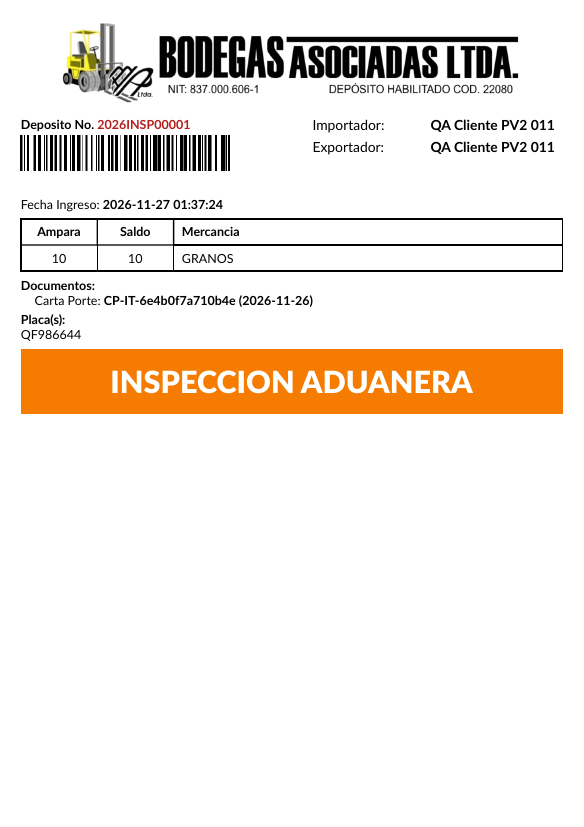 BODEGAS ASOCIADAS LTDA.
Ltda.
NIT: 837.000.606-1 DEPÓSITO HABILITADO COD. 22080
Deposito No. 2026INSP00001
Importador: QA Cliente PV2 011
Exportador: QA Cliente PV2 011
Fecha Ingreso: 2026-11-27 01:37:24
Ampara Saldo Mercancia
10 10 GRANOS
Documentos:
Carta Porte: CP-IT-6e4b0f7a710b4e (2026-11-26)
Placa(s):
QF986644
INSPECCION ADUANERA